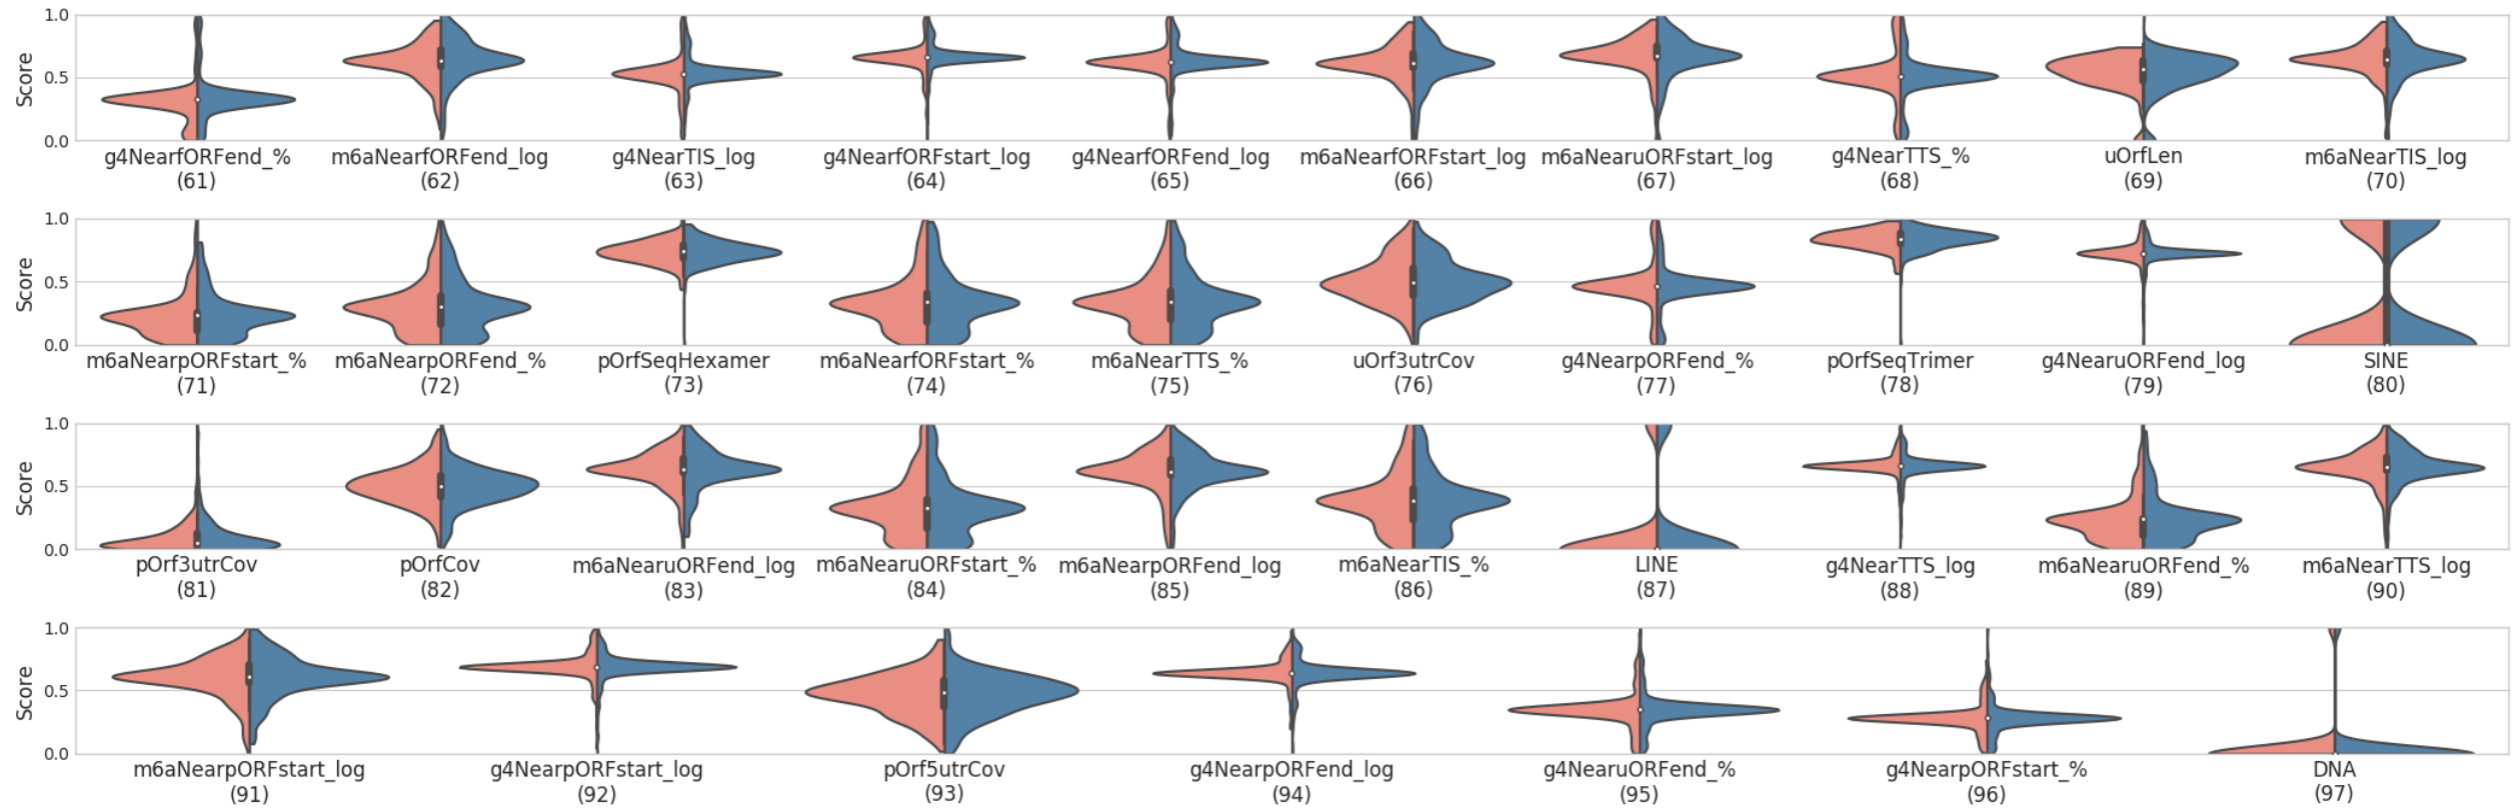 1.0
Score
0.5
0.0
g4NearfORFend_% m6aNearfORFend_log g4NearTIS_log g4NearfORFstart_log g4NearfORFend_log m6aNearfORFstart_log m6aNearuORFstart_log g4NearTTS_% uOrfLen m6aNearTIS_log
(61) (62) (63) (64) (65) (66) (67) (68) (69) (70)
1.0
Score
0.5
0.0
m6aNearpORFstart_% m6aNearpORFend_% pOrfSeqHexamer m6aNearfORFstart_% m6aNearTTS_% uOrf3utrCov g4NearpORFend_% pOrfSeqTrimer g4NearuORFend_log SINE
(71) (72) (73) (74) (75) (76) (77) (78) (79) (80)
1.0
Score
0.5
0.0
pOrf3utrCov pOrfCov m6aNearuORFend_log m6aNearuORFstart_% m6aNearpORFend_log m6aNearTIS_% LINE g4NearTTS_log m6aNearuORFend_% m6aNearTTS_log
(81) (82) (83) (84) (85) (86) (87) (88) (89) (90)
1.0
Score
0.5
0.0
m6aNearpORFstart_log g4NearpORFstart_log pOrf5utrCov g4NearpORFend_log g4NearuORFend_% g4NearpORFstart_% DNA
(91) (92) (93) (94) (95) (96) (97)